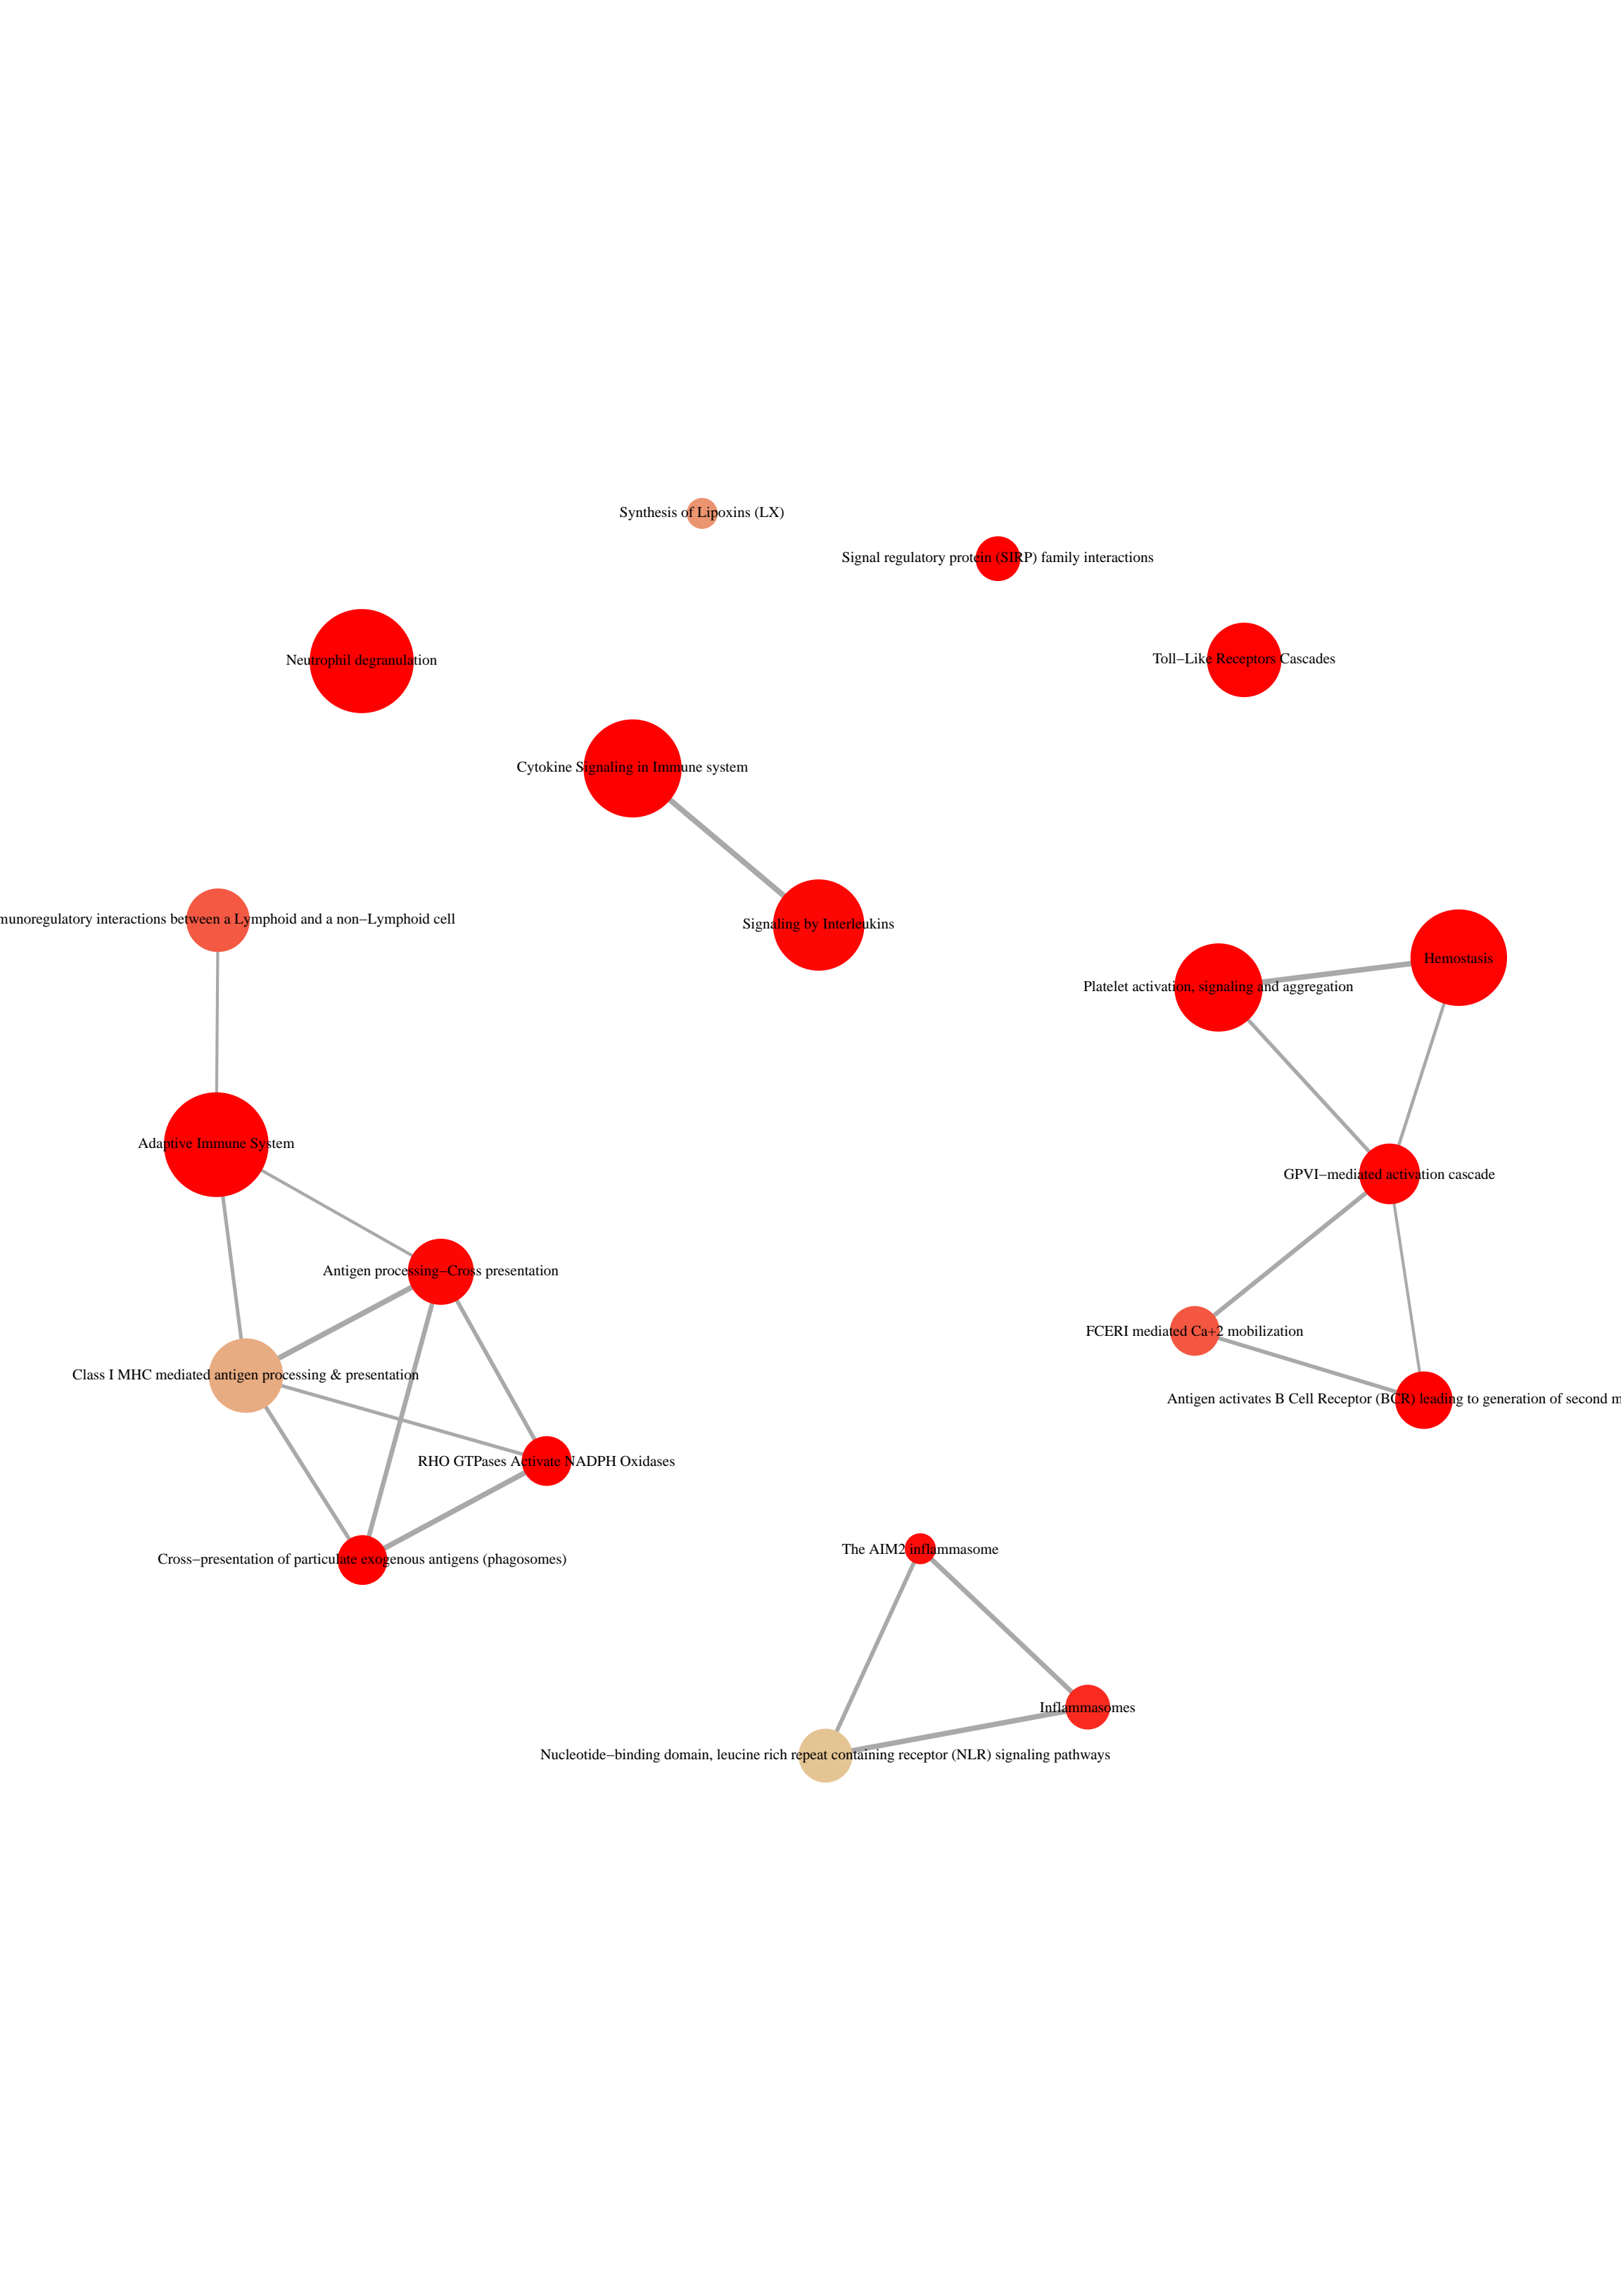 Synthesis of Lipoxins (LX)
Signal regulatory protein (SIRP) family interactions
Neutrophil degranulation
Toll−Like Receptors Cascades
Cytokine Signaling in Immune system
munoregulatory interactions between a Lymphoid and a non−Lymphoid cell
Signaling by Interleukins
Hemostasis
Platelet activation, signaling and aggregation
Adaptive Immune System
GPVI−mediated activation cascade
Antigen processing−Cross presentation
FCERI mediated Ca+2 mobilization
Class I MHC mediated antigen processing & presentation
Antigen activates B Cell Receptor (BCR) leading to generation of second m
RHO GTPases Activate NADPH Oxidases
The AIM2 inflammasome
Cross−presentation of particulate exogenous antigens (phagosomes)
Inflammasomes
Nucleotide−binding domain, leucine rich repeat containing receptor (NLR) signaling pathways